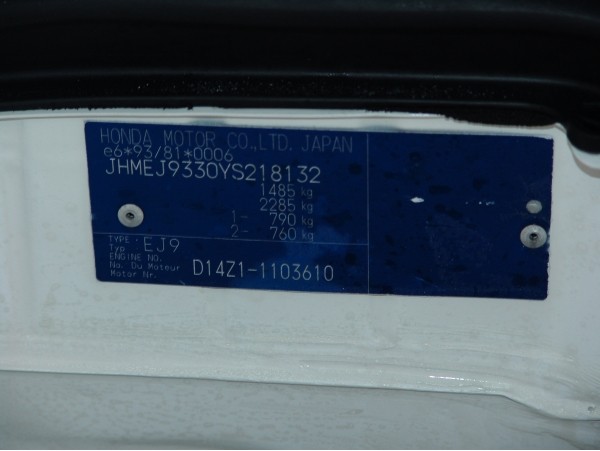 HONDA MOTOR CO.,LTD. JAPAN
e6*93/81*0006
JHMEJ9330YS218132
1485 kg
2285 kg
1- 790 kg
2- 760 kg
TYPE : EJ9
Typ
ENGINE NO.
No. Du Moteur D14Z1-1103610
Motor Nr.